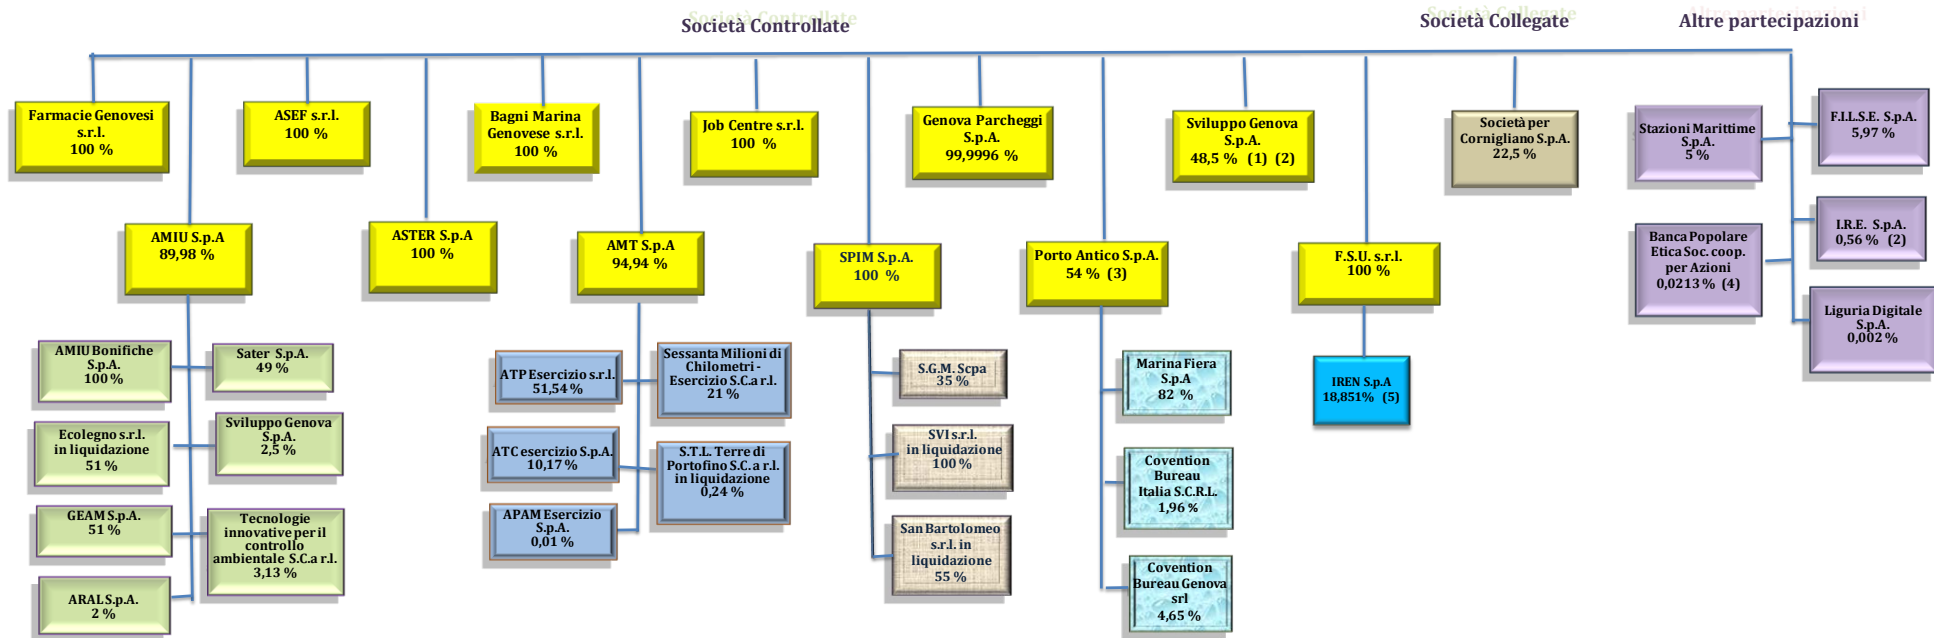 Società Controllate
Società Collegate
Altre partecipazioni
Farmacie Genovesi
s.r.l.
100 %
ASEF s.r.l.
100 %
Bagni Marina
Genovese s.r.l.
100 %
Job Centre s.r.l.
100 %
Genova Parcheggi
S.p.A.
99,9996 %
Sviluppo Genova
S.p.A.
48,5 % (1) (2)
Società per
Cornigliano S.p.A.
22,5 %
Stazioni Marittime
S.p.A.
5 %
F.I.L.S.E. S.p.A.
5,97 %
AMIU S.p.A
89,98 %
ASTER S.p.A
100 %
AMT S.p.A
94,94 %
SPIM S.p.A.
100 %
Porto Antico S.p.A.
54 % (3)
F.S.U. s.r.l.
100 %
Banca Popolare
Etica Soc. coop.
per Azioni
0,0213 % (4)
I.R.E. S.p.A.
0,56 % (2)
Liguria Digitale
S.p.A.
0,002 %
AMIU Bonifiche
S.p.A.
100 %
Sater S.p.A.
49 %
Ecolegno s.r.l.
in liquidazione
51 %
Sviluppo Genova
S.p.A.
2,5 %
GEAM S.p.A.
51 %
Tecnologie
innovative per il
controllo
ambientale S.C.a r.l.
3,13 %
ARAL S.p.A.
2 %
ATP Esercizio s.r.l.
51,54 %
Sessanta Milioni di
Chilometri -
Esercizio S.C.a r.l.
21 %
ATC esercizio S.p.A.
10,17 %
S.T.L. Terre di
Portofino S.C. a r.l.
in liquidazione
0,24 %
APAM Esercizio
S.p.A.
0,01 %
S.G.M. Scpa
35 %
SVI s.r.l.
in liquidazione
100 %
San Bartolomeo
s.r.l. in
liquidazione
55 %
Marina Fiera
S.p.A
82 %
Covention
Bureau
Italia S.C.R.L.
1,96 %
Covention
Bureau Genova
srl
4,65 %
IREN S.p.A
18,851% (5)